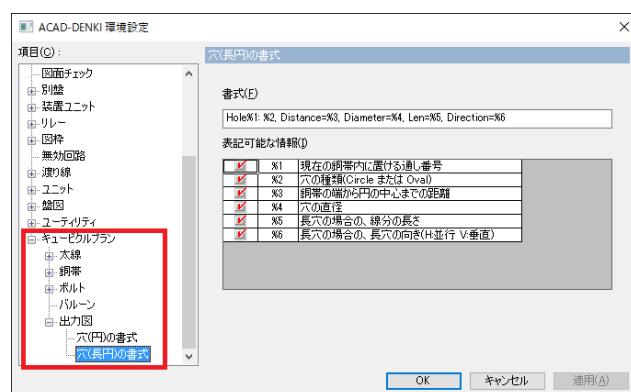 ACAD-DENKI 環境設定
項目(C):
図面チェック
別盤
装置ユニット
リレー
図枠
無効回路
渡り線
ユニット
盤図
ユーティリティ
キュービクルプラン
太線
銅帯
ボルト
バルーン
出力図
穴(円)の書式
穴(長円)の書式
穴(長円)の書式
書式(F)
Hole%1: %2, Distance=%3, Diameter=%4, Len=%5, Direction=%6
表記可能な情報(I)
%1 現在の銅帯内に置ける通し番号
%2 穴の種類(Circle または Oval)
%3 銅帯の端から円の中心までの距離
%4 穴の直径
%5 長穴の場合の、線分の長さ
%6 長穴の場合の、長穴の向き(H:並行 V:垂直)
OK キャンセル 適用(A)